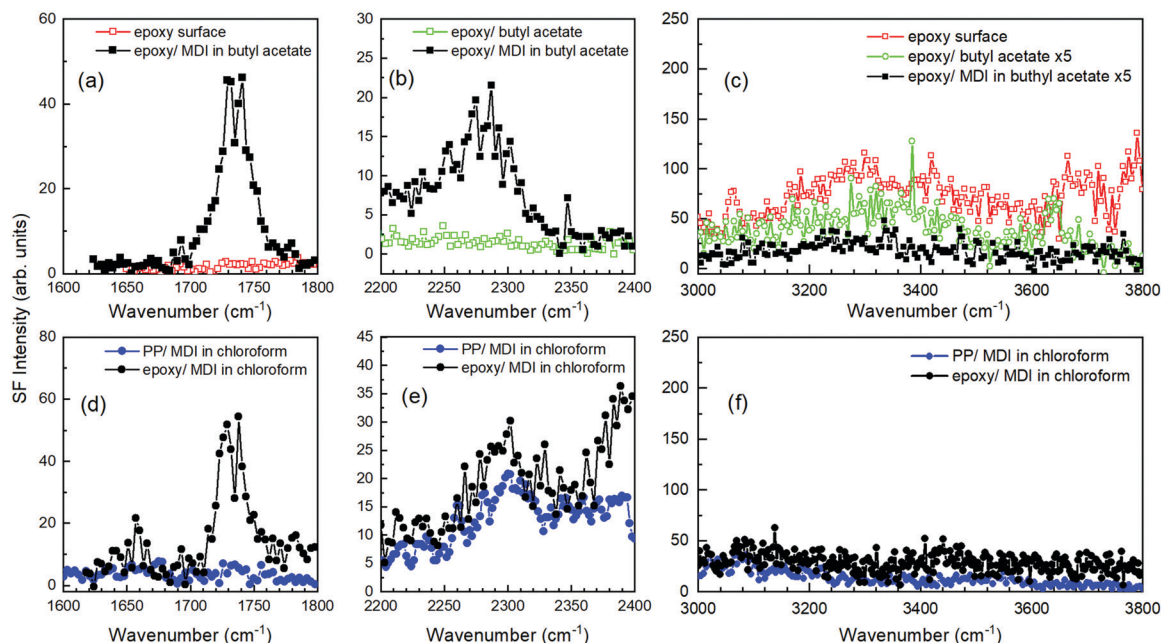 SF Intensity (arb. units)
60
40
20
0
epoxy surface
epoxy/ MDI in butyl acetate
(a)
1600 1650 1700 1750 1800
Wavenumber (cm⁻¹)
30
25
20
15
10
5
0
epoxy/ butyl acetate
epoxy/ MDI in butyl acetate
(b)
2200 2250 2300 2350 2400
Wavenumber (cm⁻¹)
250
200
150
100
50
0
epoxy surface
epoxy/ butyl acetate x5
epoxy/ MDI in buthyl acetate x5
(c)
3000 3200 3400 3600 3800
Wavenumber (cm⁻¹)
80
60
40
20
0
PP/ MDI in chloroform
epoxy/ MDI in chloroform
(d)
1600 1650 1700 1750 1800
Wavenumber (cm⁻¹)
45
40
35
30
25
20
15
10
5
0
PP/ MDI in chloroform
epoxy/ MDI in chloroform
(e)
2200 2250 2300 2350 2400
Wavenumber (cm⁻¹)
250
200
150
100
50
0
PP/ MDI in chloroform
epoxy/ MDI in chloroform
(f)
3000 3200 3400 3600 3800
Wavenumber (cm⁻¹)